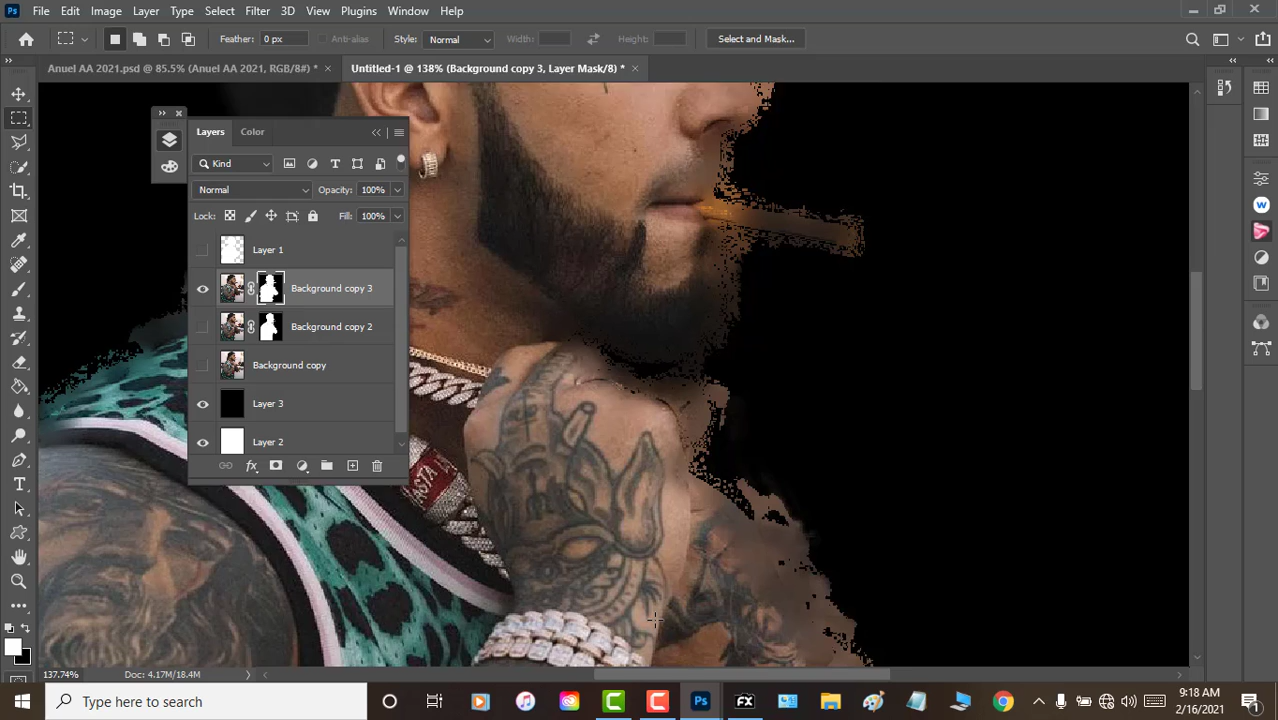 Ps File Edit Image Layer Type Select Filter 3D View Plugins Window Help
Feather: 0 px Anti-alias Style: Normal Width: Height: Select and Mask...
Anuel AA 2021.psd @ 85.5% (Anuel AA 2021, RGB/8#) * × Untitled-1 @ 138% (Background copy 3, Layer Mask/8) * ×
Layers Color
Kind
Normal Opacity: 100%
Lock: Fill: 100%
Layer 1
Background copy 3
Background copy 2
Background copy
Layer 3
Layer 2
fx
137.74% Doc: 4.17M/18.4M
Type here to search
Ps
FX
9:18 AM
2/16/2021